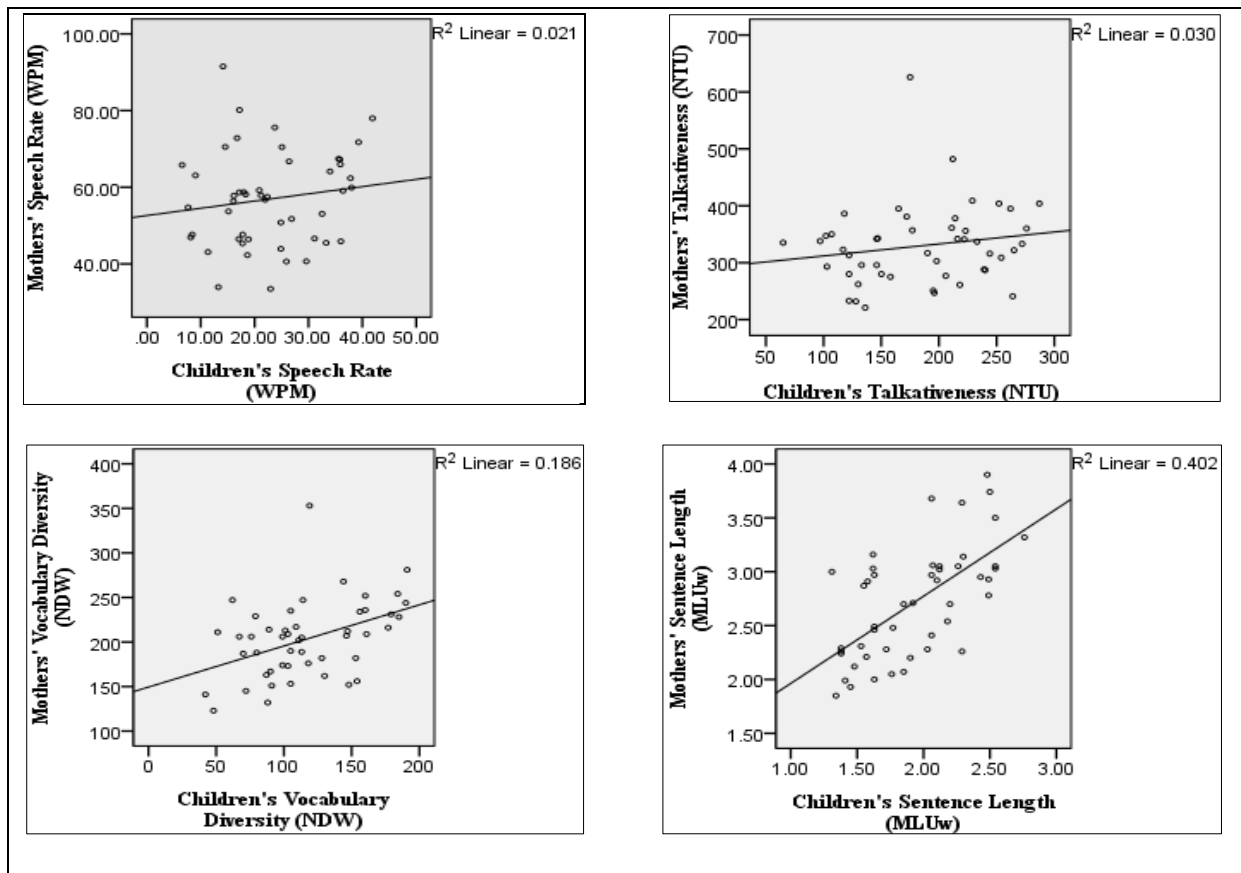 R² Linear = 0.021
Mothers' Speech Rate (WPM)
100.00
80.00
60.00
40.00
.00 10.00 20.00 30.00 40.00 50.00
Children's Speech Rate
(WPM)
R² Linear = 0.030
Mothers' Talkativeness (NTU)
700
600
500
400
300
200
50 100 150 200 250 300
Children's Talkativeness (NTU)
R² Linear = 0.186
Mothers' Vocabulary Diversity
(NDW)
400
350
300
250
200
150
100
0 50 100 150 200
Children's Vocabulary
Diversity (NDW)
R² Linear = 0.402
Mothers' Sentence Length
(MLUw)
4.00
3.50
3.00
2.50
2.00
1.50
1.00 1.50 2.00 2.50 3.00
Children's Sentence Length
(MLUw)